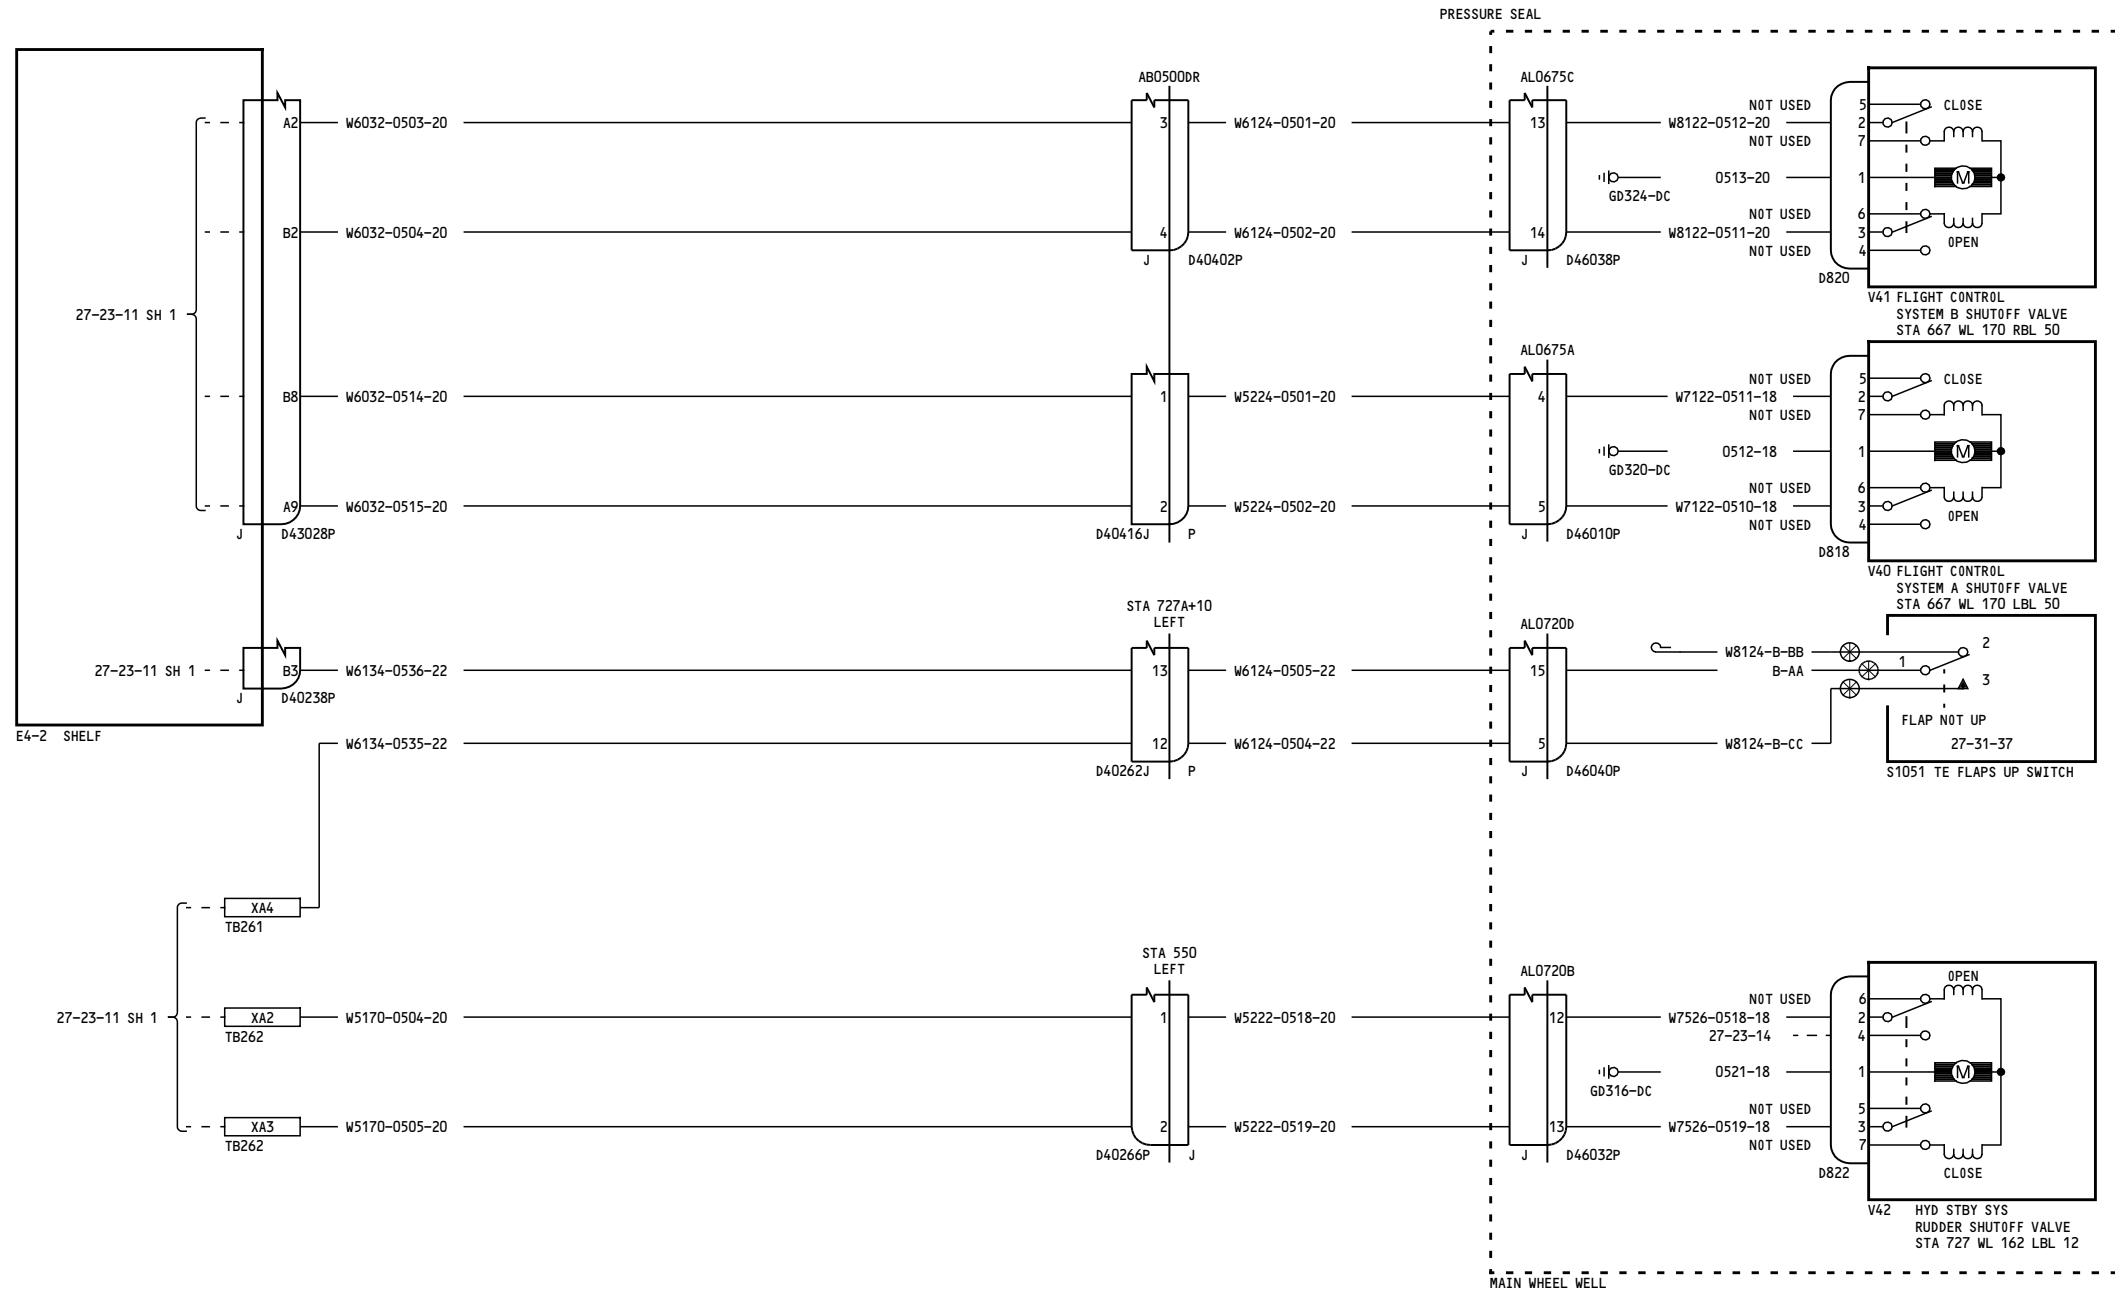 PRESSURE SEAL
AB0500DR
AL0675C
NOT USED
5
CLOSE
A2
W6032-0503-20
3
W6124-0501-20
13
W8122-0512-20
2
NOT USED
7
0513-20
1
M
GD324-DC
NOT USED
6
B2
W6032-0504-20
4
W6124-0502-20
14
W8122-0511-20
3
OPEN
NOT USED
4
J
D40402P
J
D46038P
D820
V41 FLIGHT CONTROL
SYSTEM B SHUTOFF VALVE
STA 667 WL 170 RBL 50
27-23-11 SH 1
AL0675A
NOT USED
5
CLOSE
B8
W6032-0514-20
1
W5224-0501-20
4
W7122-0511-18
2
NOT USED
7
0512-18
1
M
GD320-DC
NOT USED
6
A9
W6032-0515-20
2
W5224-0502-20
5
W7122-0510-18
3
OPEN
NOT USED
4
J
D43028P
D40416J
P
J
D46010P
D818
V40 FLIGHT CONTROL
SYSTEM A SHUTOFF VALVE
STA 667 WL 170 LBL 50
STA 727A+10
LEFT
AL0720D
W8124-B-BB
2
27-23-11 SH 1
B3
W6134-0536-22
13
W6124-0505-22
15
B-AA
1
3
J
D40238P
FLAP NOT UP
E4-2 SHELF
W6134-0535-22
12
W6124-0504-22
5
W8124-B-CC
27-31-37
D40262J
P
J
D46040P
S1051 TE FLAPS UP SWITCH
XA4
TB261
STA 550
LEFT
AL0720B
OPEN
NOT USED
6
27-23-11 SH 1
XA2
W5170-0504-20
1
W5222-0518-20
12
W7526-0518-18
2
TB262
27-23-14
4
0521-18
1
M
GD316-DC
NOT USED
5
XA3
W5170-0505-20
2
W5222-0519-20
13
W7526-0519-18
3
TB262
NOT USED
7
D40266P
J
J
D46032P
D822
CLOSE
V42 HYD STBY SYS
RUDDER SHUTOFF VALVE
STA 727 WL 162 LBL 12
MAIN WHEEL WELL